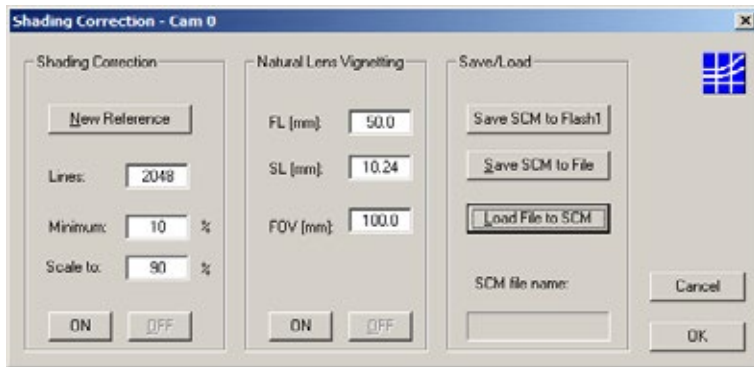 Shading Correction - Cam 0
Shading Correction
New Reference
Lines: 2048
Minimum: 10 %
Scale to: 90 %
ON OFF
Natural Lens Vignetting
FL [mm]: 50.0
SL [mm]: 10.24
FOV [mm]: 100.0
ON OFF
Save/Load
Save SCM to Flash1
Save SCM to File
Load File to SCM
SCM file name:
Cancel
OK